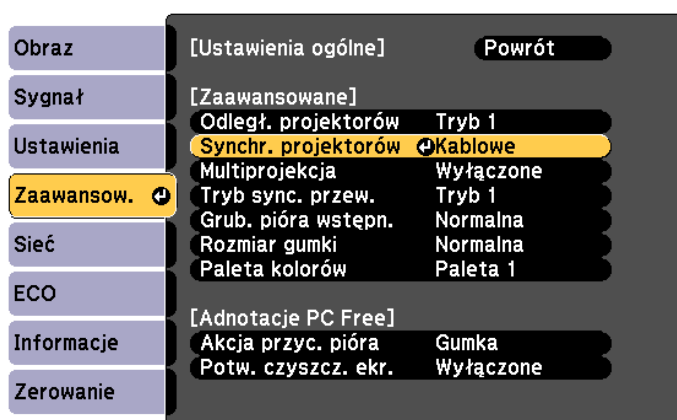 Obraz
Sygnał
Ustawienia
Zaawansow.
Sieć
ECO
Informacje
Zerowanie
[Ustawienia ogólne] Powrót
[Zaawansowane]
Odległ. projektorów Tryb 1
Synchr. projektorów Kablowe
Multiprojekcja Wyłączone
Tryb sync. przew. Tryb 1
Grub. pióra wstępn. Normalna
Rozmiar gumki Normalna
Paleta kolorów Paleta 1
[Adnotacje PC Free]
Akcja przyc. pióra Gumka
Potw. czyszcz. ekr. Wyłączone